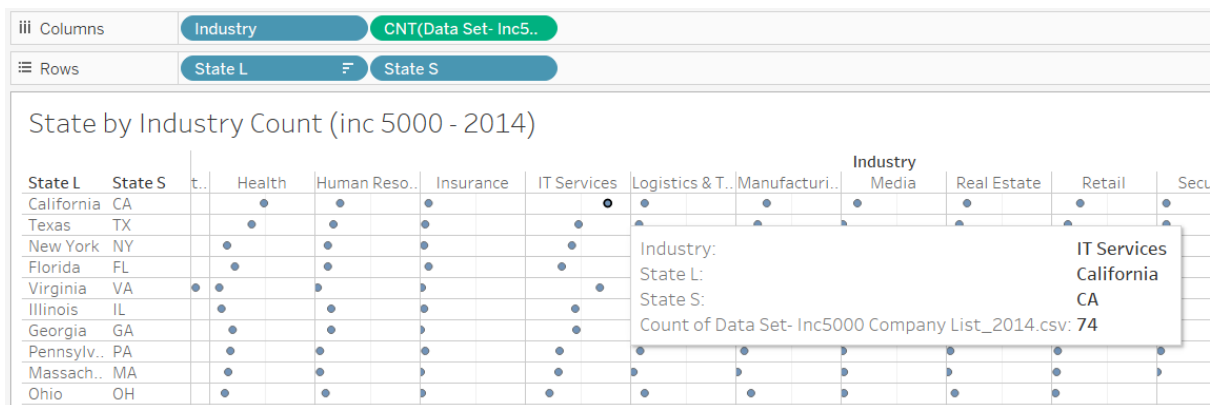 iii Columns Industry CNT(Data Set- Inc5..
Rows State L State S
State by Industry Count (inc 5000 - 2014)
Industry
State L State S t.. Health Human Reso.. Insurance IT Services Logistics & T.. Manufacturi.. Media Real Estate Retail Secu
California CA
Texas TX
New York NY
Industry: IT Services
Florida FL
State L: California
Virginia VA
State S: CA
Illinois IL
Count of Data Set- Inc5000 Company List_2014.csv: 74
Georgia GA
Pennsylv.. PA
Massach.. MA
Ohio OH